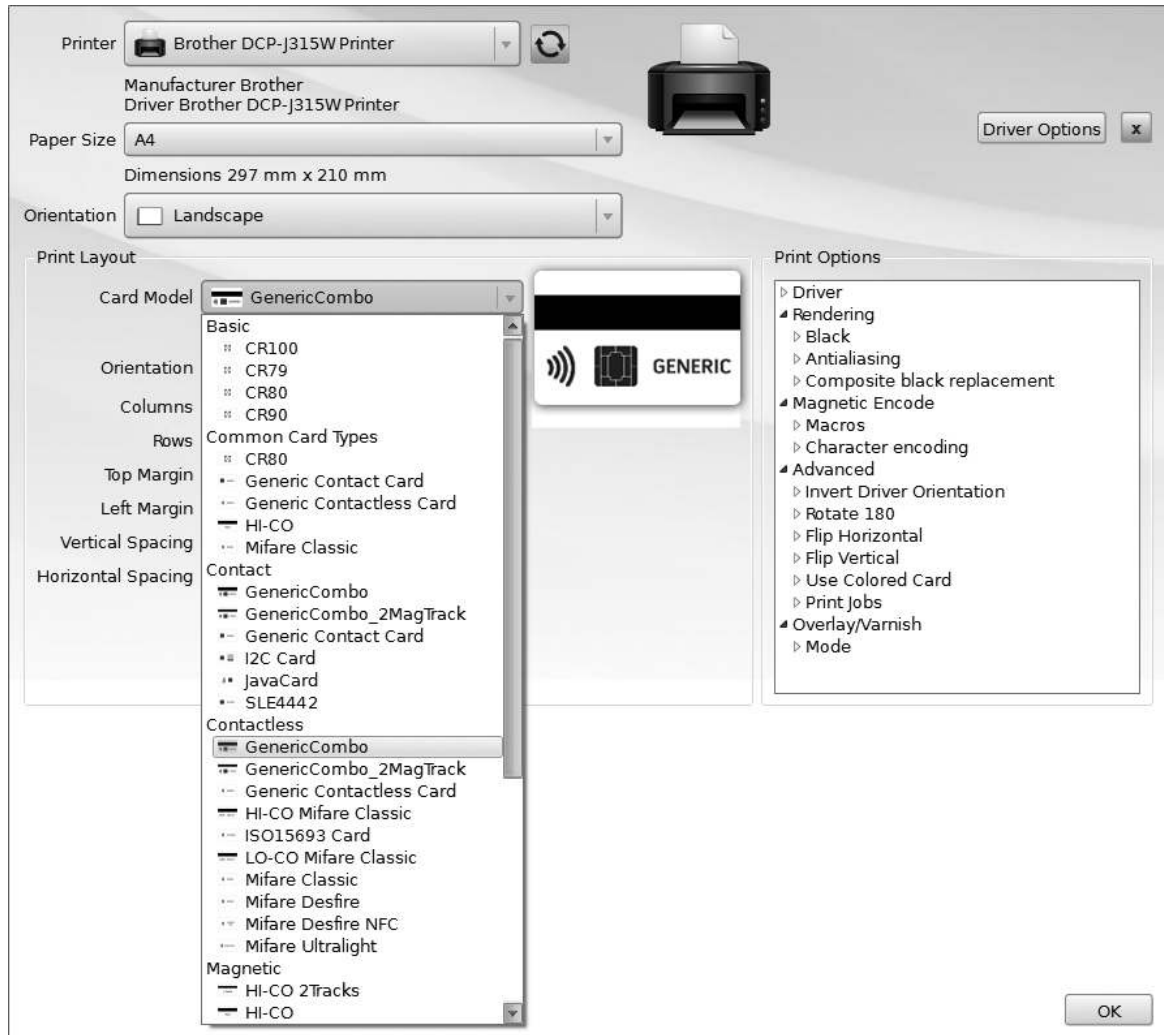 Printer Brother DCP-J315W Printer
Manufacturer Brother
Driver Brother DCP-J315W Printer
Driver Options x
Paper Size A4
Dimensions 297 mm x 210 mm
Orientation Landscape
Print Layout
Card Model GenericCombo
Orientation
Columns
Rows
Top Margin
Left Margin
Vertical Spacing
Horizontal Spacing
Basic
CR100
CR79
CR80
CR90
Common Card Types
CR80
Generic Contact Card
Generic Contactless Card
HI-CO
Mifare Classic
Contact
GenericCombo
GenericCombo_2MagTrack
Generic Contact Card
I2C Card
JavaCard
SLE4442
Contactless
GenericCombo
GenericCombo_2MagTrack
Generic Contactless Card
HI-CO Mifare Classic
ISO15693 Card
LO-CO Mifare Classic
Mifare Classic
Mifare Desfire
Mifare Desfire NFC
Mifare Ultralight
Magnetic
HI-CO 2Tracks
HI-CO
GENERIC
Print Options
Driver
Rendering
Black
Antialiasing
Composite black replacement
Magnetic Encode
Macros
Character encoding
Advanced
Invert Driver Orientation
Rotate 180
Flip Horizontal
Flip Vertical
Use Colored Card
Print Jobs
Overlay/Varnish
Mode
OK